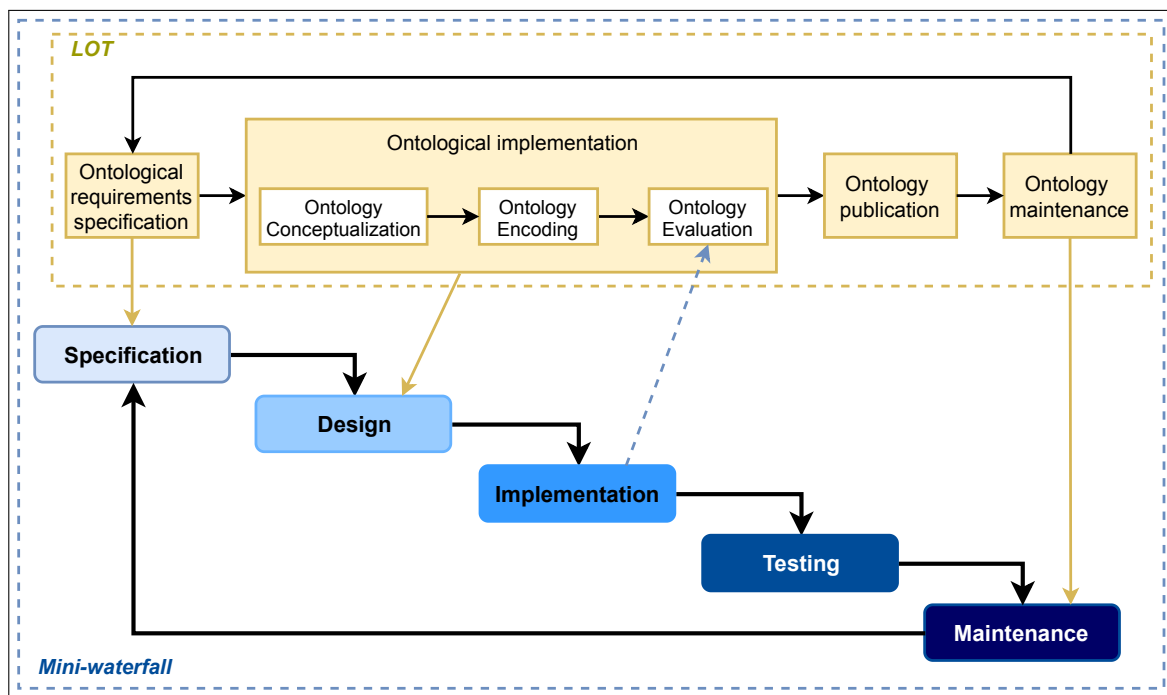 LOT
Ontological implementation
Ontological
requirements
specification
Ontology
Conceptualization
Ontology
Encoding
Ontology
Evaluation
Ontology
publication
Ontology
maintenance
Specification
Design
Implementation
Testing
Maintenance
Mini-waterfall